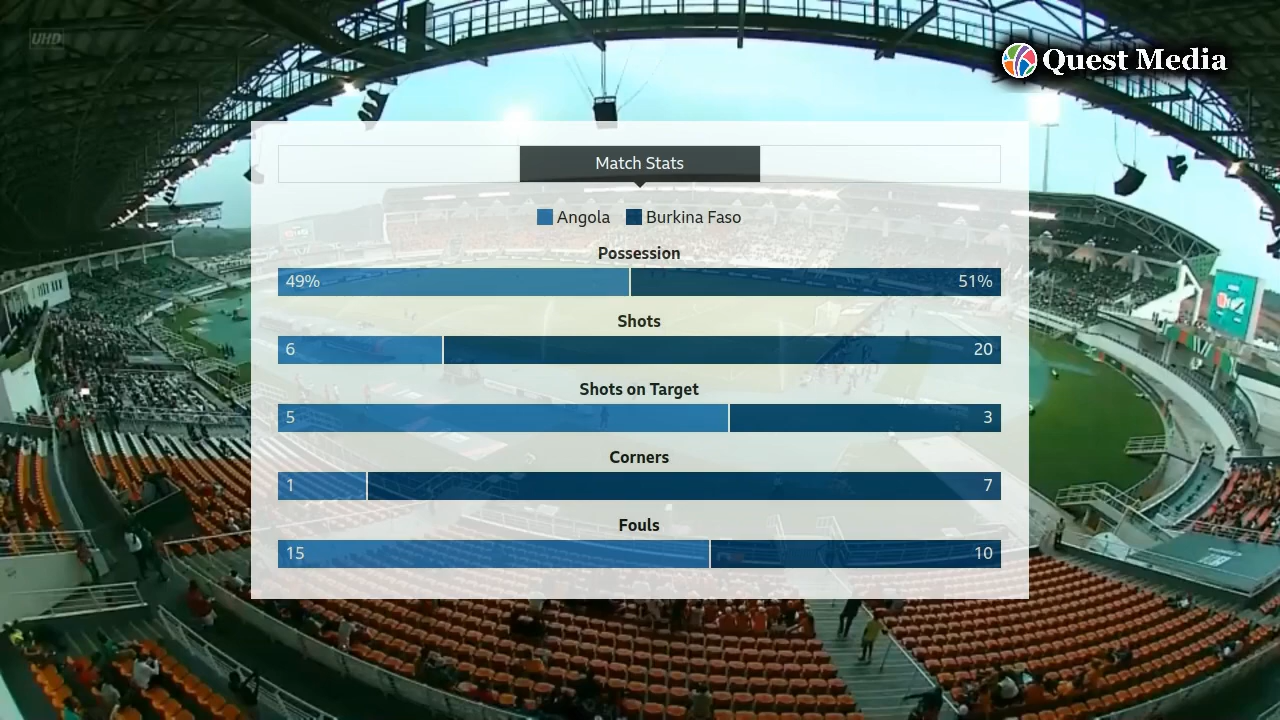 UHD
Quest Media
Match Stats
Angola Burkina Faso
Possession
49% 51%
Shots
6 20
Shots on Target
5 3
Corners
1 7
Fouls
15 10